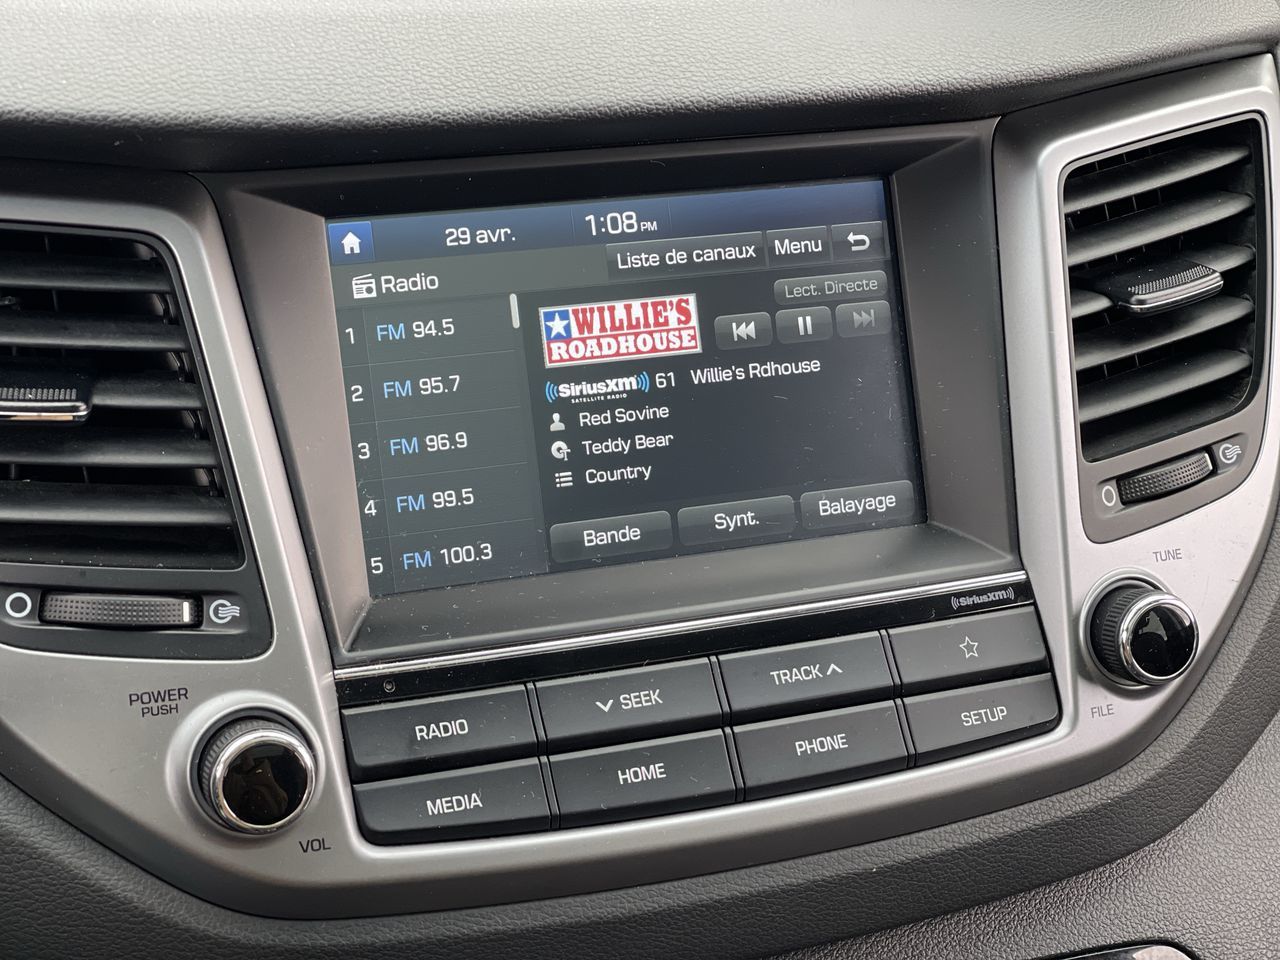 29 avr.
1:08 PM
Radio
Liste de canaux
Menu
1 FM 94.5
2 FM 95.7
3 FM 96.9
4 FM 99.5
5 FM 100.3
WILLIE'S
ROADHOUSE
Lect. Directe
SiriusXM
SATELLITE RADIO
61 Willie's Rdhouse
Red Sovine
Teddy Bear
Country
Bande
Synt.
Balayage
SiriusXM
POWER
PUSH
VOL
RADIO
SEEK
TRACK
MEDIA
HOME
PHONE
SETUP
TUNE
FILE